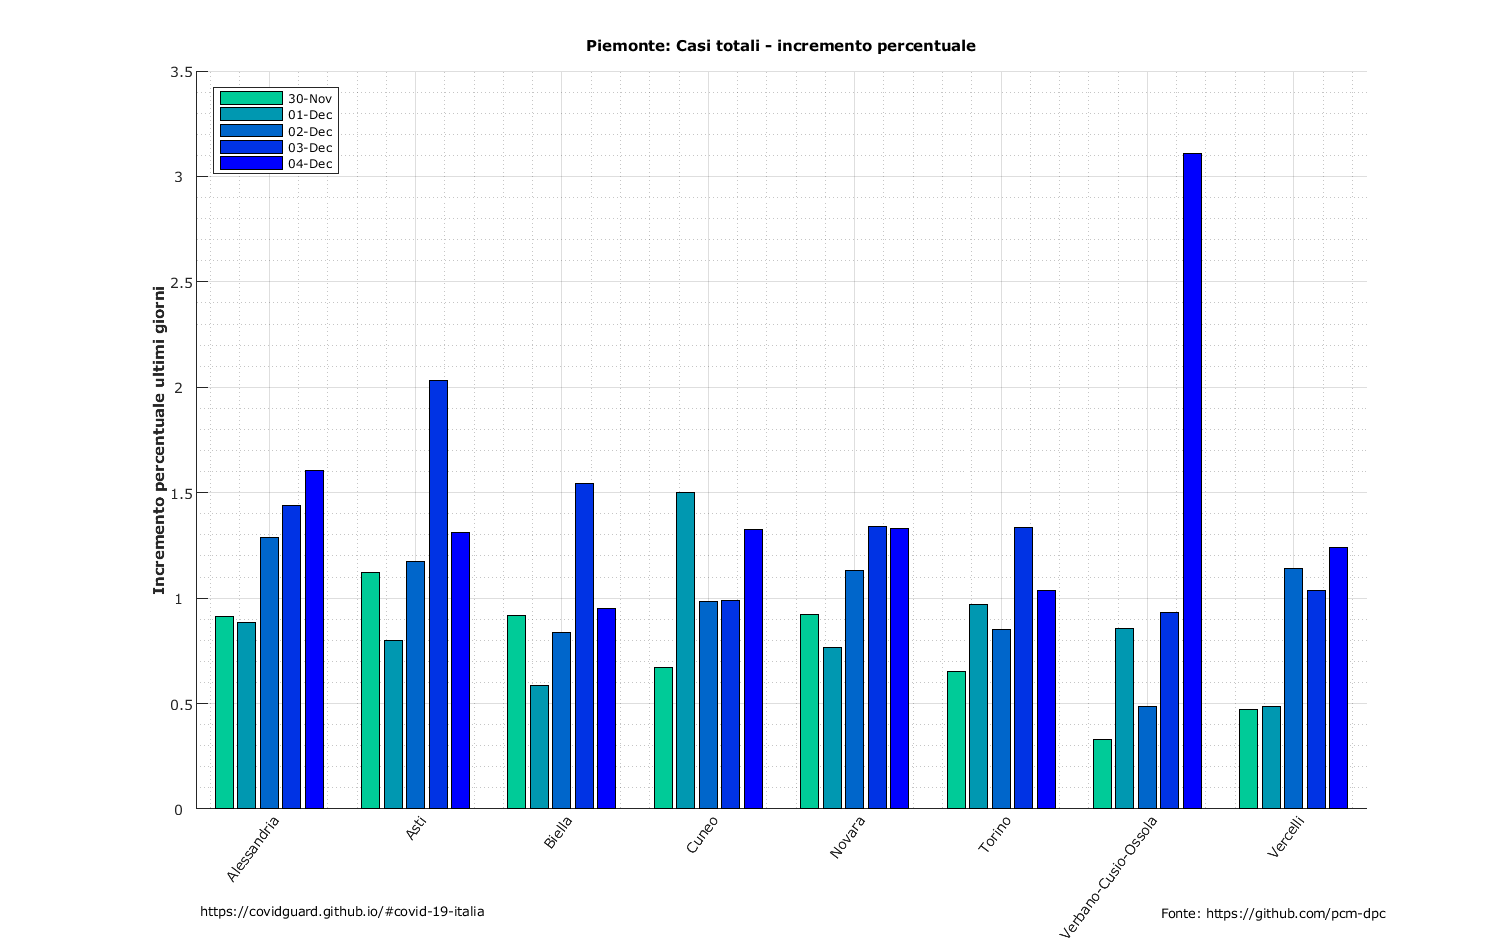 Piemonte: Casi totali - incremento percentuale
30-Nov
01-Dec
02-Dec
03-Dec
04-Dec
Incremento percentuale ultimi giorni
3.5
3
2.5
2
1.5
1
0.5
0
Alessandria
Asti
Biella
Cuneo
Novara
Torino
Verbano-Cusio-Ossola
Vercelli
https://covidguard.github.io/#covid-19-italia
Fonte: https://github.com/pcm-dpc